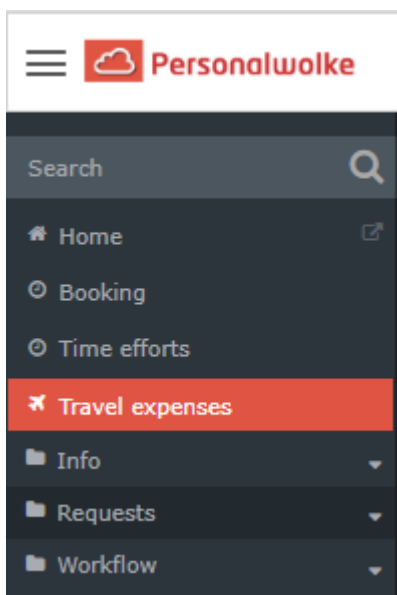 Personalwolke
Search
Home
Booking
Time efforts
Travel expenses
Info
Requests
Workflow